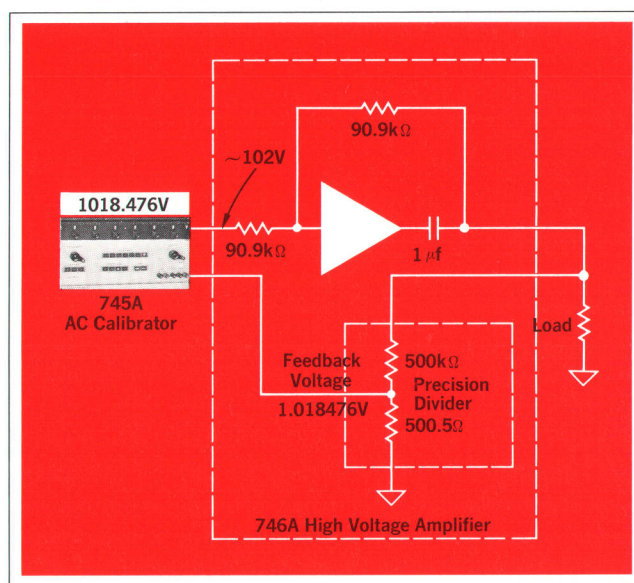 90.9kΩ
~102V
1018.476V
90.9kΩ
1 μf
745A
AC Calibrator
Load
Feedback
Voltage
1.018476V
500kΩ
Precision
Divider
500.5Ω
746A High Voltage Amplifier